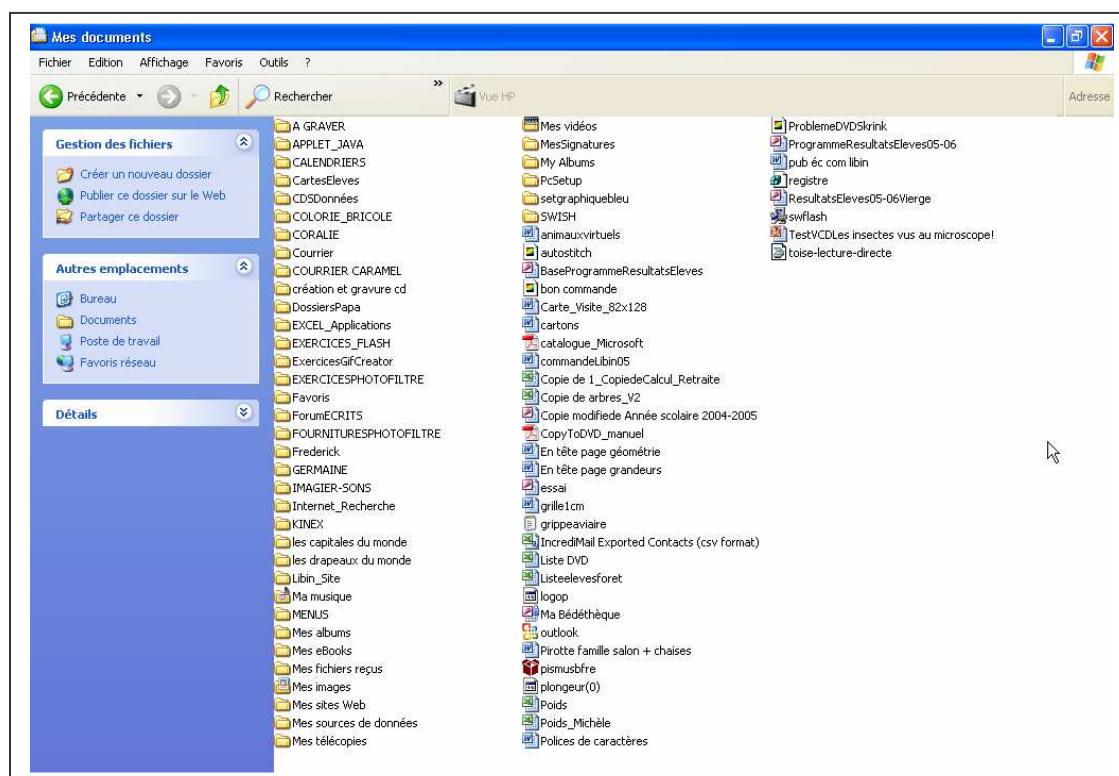 Mes documents
Fichier Edition Affichage Favoris Outils ?
Précédente Rechercher » Vue HP Adresse
Gestion des fichiers
Créer un nouveau dossier
Publier ce dossier sur le Web
Partager ce dossier
Autres emplacements
Bureau
Documents
Poste de travail
Favoris réseau
Détails
A GRAVER
APPLET_JAVA
CALENDRIERS
CartesEleves
CDSDonnées
COLORIE_BRICOLE
CORALIE
Courrier
COURRIER CARAMEL
création et gravure cd
DossiersPapa
EXCEL_Applications
EXERCICES_FLASH
ExercicesGifCreator
EXERCICESPHOTOFILTRE
Favoris
ForumECRITS
FOURNITURESPHOTOFILTRE
Frederick
GERMAINE
IMAGIER-SONS
Internet_Recherche
KINEX
les capitales du monde
les drapeaux du monde
Libin_Site
Ma musique
MENUS
Mes albums
Mes eBooks
Mes fichiers reçus
Mes images
Mes sites Web
Mes sources de données
Mes télécopies
Mes vidéos
MesSignatures
My Albums
PcSetup
setgraphiquebleu
SWISH
animauxvirtuels
autostitch
BaseProgrammeResultatsEleves
bon commande
Carte_Visite_82x128
cartons
catalogue_Microsoft
commandeLibin05
Copie de 1_CopiedeCalcul_Retraite
Copie de arbres_V2
Copie modifiede Année scolaire 2004-2005
CopyToDVD_manuel
En tête page géométrie
En tête page grandeurs
essai
grille1cm
grippeaviaire
IncrediMail Exported Contacts (csv format)
Liste DVD
Listeelevesforet
logop
Ma Bédéthèque
outlook
Pirotte famille salon + chaises
pismusbfre
plongeur(0)
Poids
Poids_Michèle
Polices de caractères
ProblemeDVDSkrink
ProgrammeResultatsEleves05-06
pub éc com libin
registre
ResultatsEleves05-06Vierge
swflash
TestVCDLes insectes vus au microscope!
toise-lecture-directe